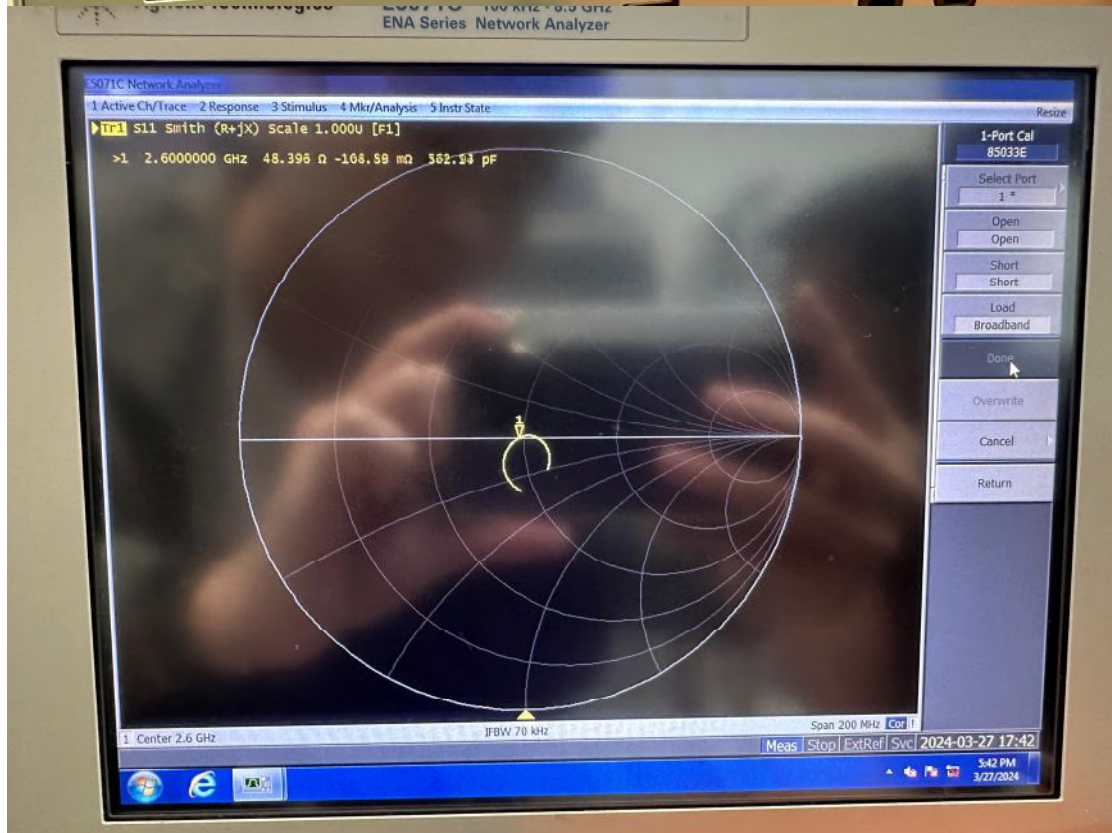 ENA Series Network Analyzer
E5071C Network Analyzer
1 Active Ch/Trace 2 Response 3 Stimulus 4 Mkr/Analysis 5 Instr State
Resize
Tr1 S11 Smith (R+jX) Scale 1.000U [F1]
>1 2.6000000 GHz 48.396 Ω
1
1-Port Cal
85033E
Select Port
1 *
Open
Open
Short
Short
Load
Broadband
Done
Overwrite
Cancel
Return
1 Center 2.6 GHz
IFBW 70 kHz
Span 200 MHz Cor !
Meas Stop ExtRef Svc 2024-03-27 17:42
5:42 PM
3/27/2024